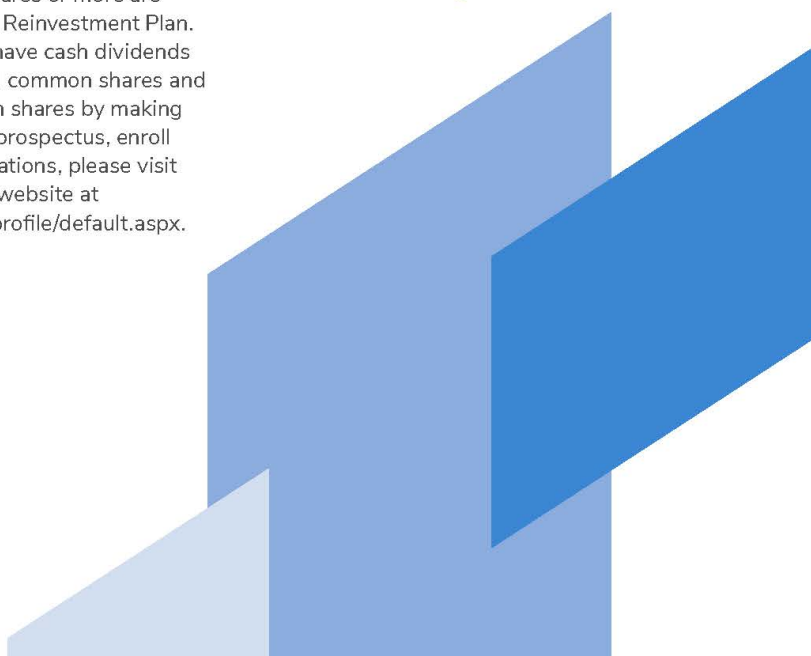 Reinvestment Plan.
have cash dividends
common shares and
shares by making
prospectus, enroll
ations, please visit
website at
profile/default.aspx.